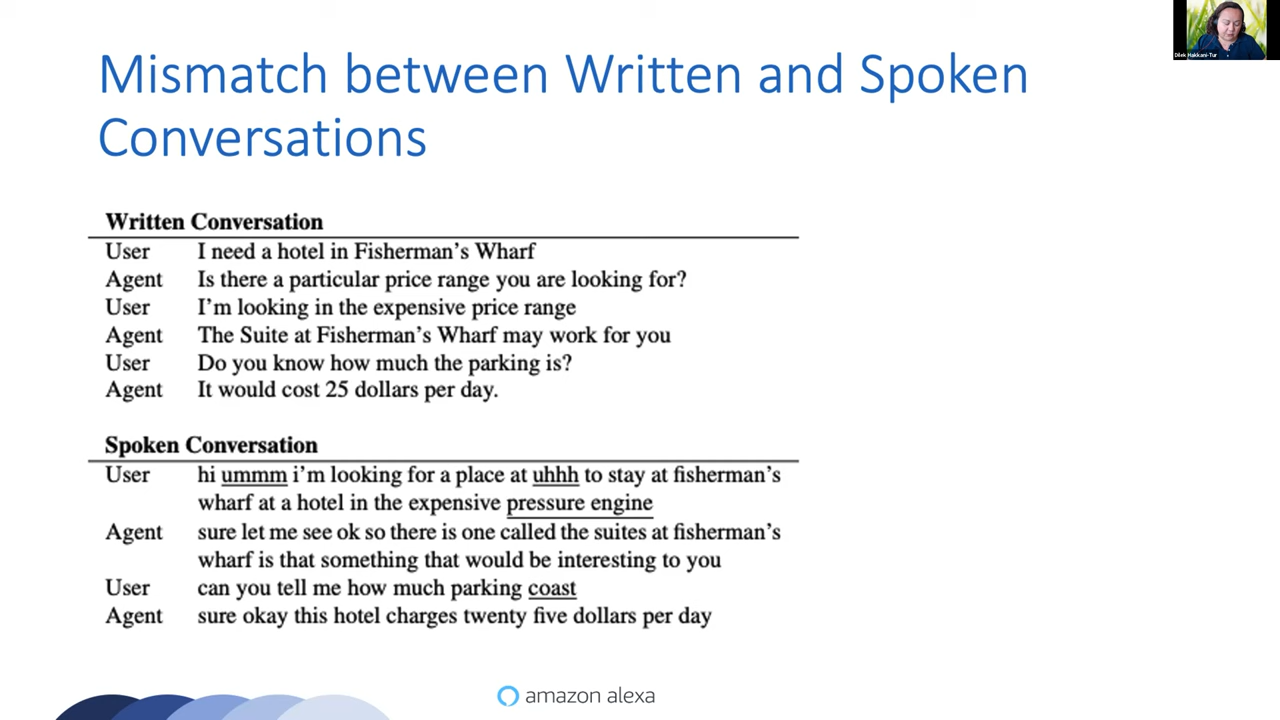 Dilek Hakkani-Tur
Mismatch between Written and Spoken
Conversations
Written Conversation
User I need a hotel in Fisherman's Wharf
Agent Is there a particular price range you are looking for?
User I'm looking in the expensive price range
Agent The Suite at Fisherman's Wharf may work for you
User Do you know how much the parking is?
Agent It would cost 25 dollars per day.
Spoken Conversation
User hi ummm i'm looking for a place at uhhh to stay at fisherman's
wharf at a hotel in the expensive pressure engine
Agent sure let me see ok so there is one called the suites at fisherman's
wharf is that something that would be interesting to you
User can you tell me how much parking coast
Agent sure okay this hotel charges twenty five dollars per day
amazon alexa